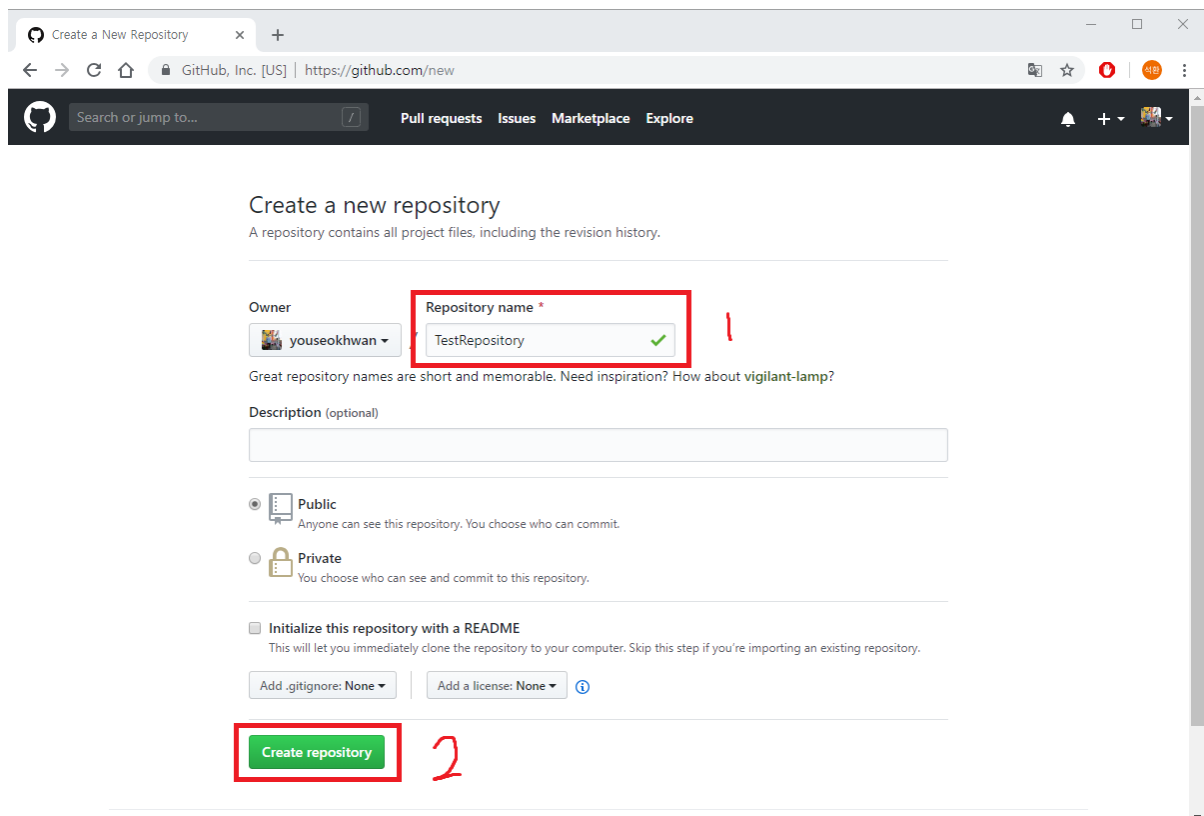 Create a New Repository
GitHub, Inc. [US] | https://github.com/new
석환
Search or jump to... /
Pull requests Issues Marketplace Explore
Create a new repository
A repository contains all project files, including the revision history.
Owner Repository name *
youseokhwan / TestRepository
1
Great repository names are short and memorable. Need inspiration? How about vigilant-lamp?
Description (optional)
Public
Anyone can see this repository. You choose who can commit.
Private
You choose who can see and commit to this repository.
Initialize this repository with a README
This will let you immediately clone the repository to your computer. Skip this step if you're importing an existing repository.
Add .gitignore: None Add a license: None
Create repository
2